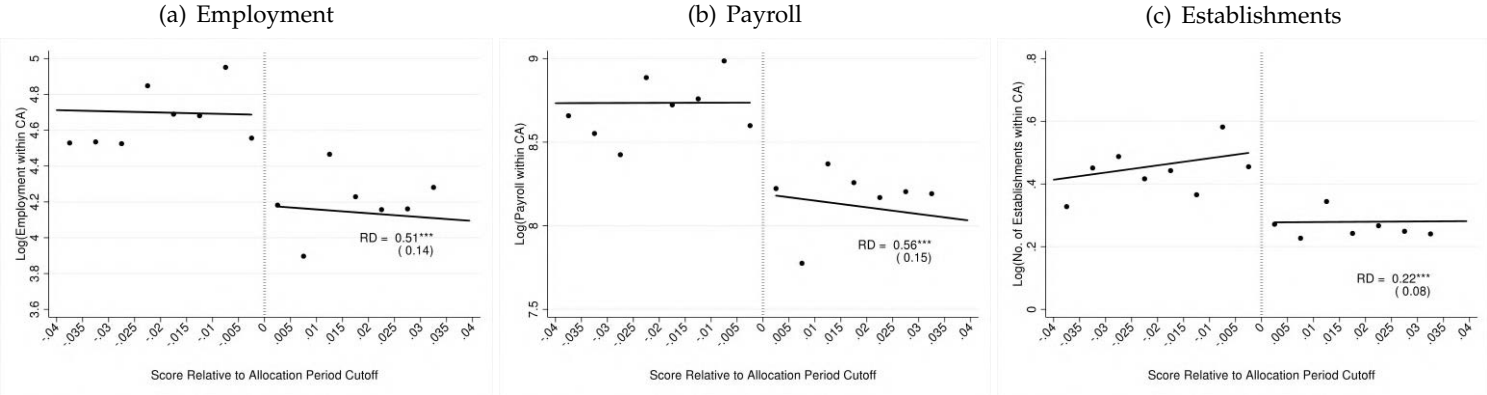 (a) Employment
Log(Employment within CA)
5
4.8
4.6
4.4
4.2
4
3.8
3.6
RD = 0.51***
( 0.14)
-.04 -.035 -.03 -.025 -.02 -.015 -.01 -.005 0 .005 .01 .015 .02 .025 .03 .035 .04
Score Relative to Allocation Period Cutoff
(b) Payroll
Log(Payroll within CA)
9
8.5
8
7.5
RD = 0.56***
( 0.15)
-.04 -.035 -.03 -.025 -.02 -.015 -.01 -.005 0 .005 .01 .015 .02 .025 .03 .035 .04
Score Relative to Allocation Period Cutoff
(c) Establishments
Log(No. of Establishments within CA)
.8
.6
.4
.2
0
RD = 0.22***
( 0.08)
-.04 -.035 -.03 -.025 -.02 -.015 -.01 -.005 0 .005 .01 .015 .02 .025 .03 .035 .04
Score Relative to Allocation Period Cutoff